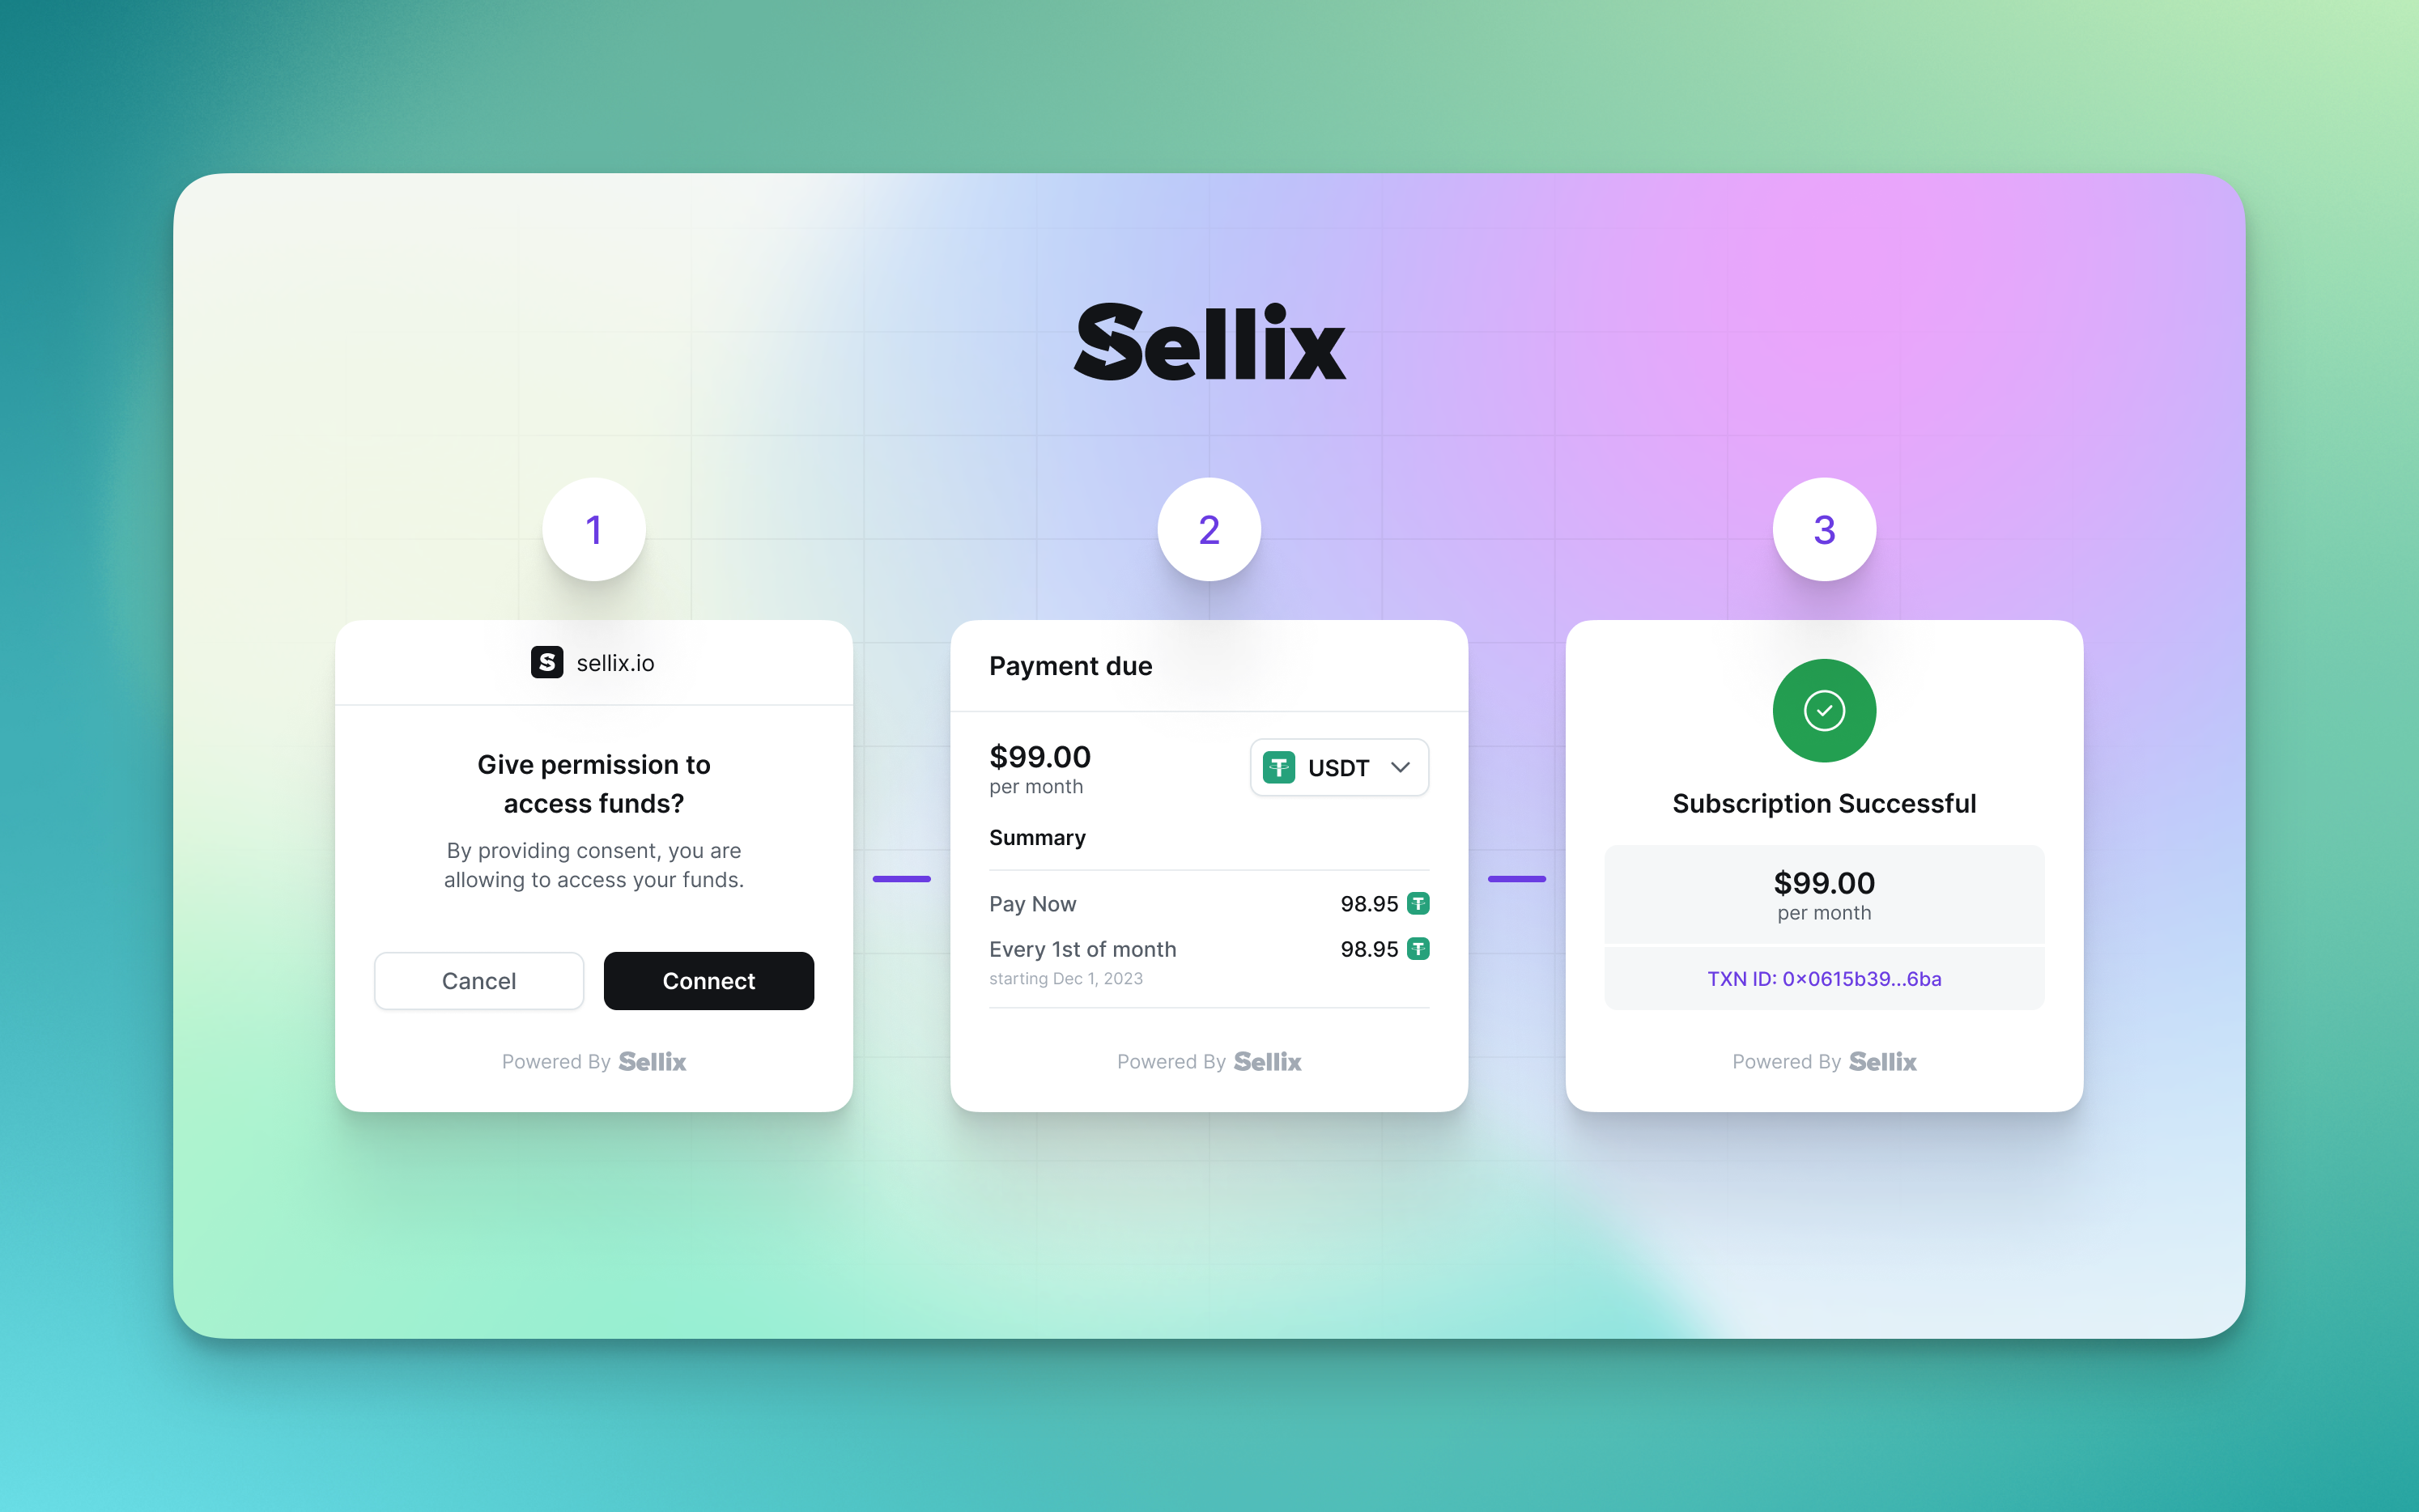 Sellix
1
sellix.io
Give permission to
access funds?
By providing consent, you are
allowing to access your funds.
Cancel
Connect
Powered By Sellix
2
Payment due
$99.00
per month
USDT
Summary
Pay Now
98.95
Every 1st of month
98.95
starting Dec 1, 2023
Powered By Sellix
3
Subscription Successful
$99.00
per month
TXN ID: 0x0615b39...6ba
Powered By Sellix